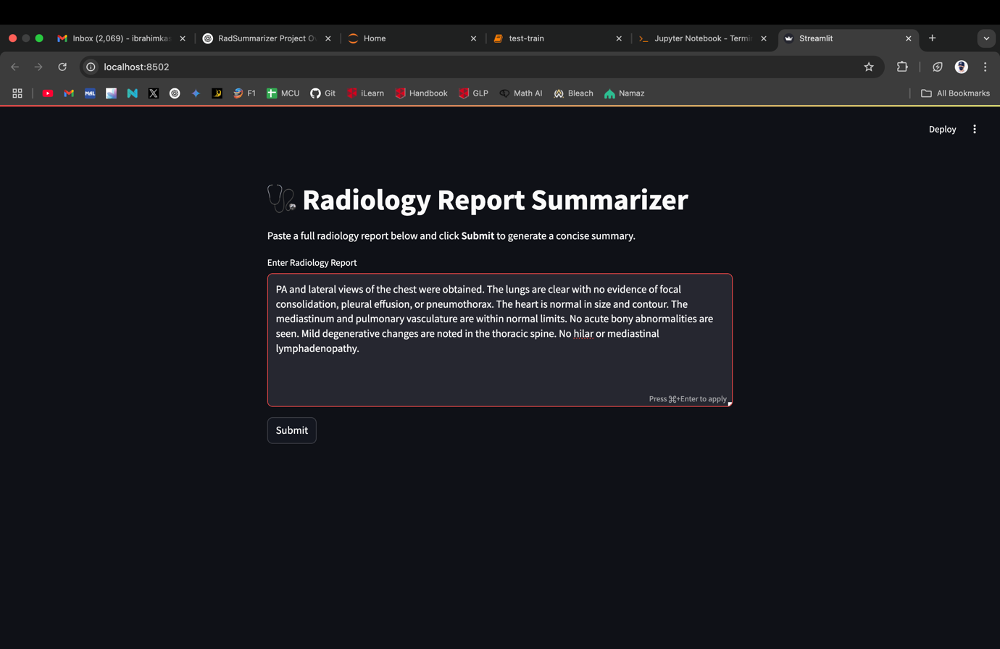 Inbox (2,069) - ibrahimkas
RadSummarizer Project Ov
Home
test-train
Jupyter Notebook - Termi
Streamlit
localhost:8502
MAL
F1
MCU
Git
iLearn
Handbook
GLP
Math AI
Bleach
Namaz
All Bookmarks
Deploy
Radiology Report Summarizer
Paste a full radiology report below and click Submit to generate a concise summary.
Enter Radiology Report
PA and lateral views of the chest were obtained. The lungs are clear with no evidence of focal
consolidation, pleural effusion, or pneumothorax. The heart is normal in size and contour. The
mediastinum and pulmonary vasculature are within normal limits. No acute bony abnormalities are
seen. Mild degenerative changes are noted in the thoracic spine. No hilar or mediastinal
lymphadenopathy.
Press ⌘+Enter to apply
Submit